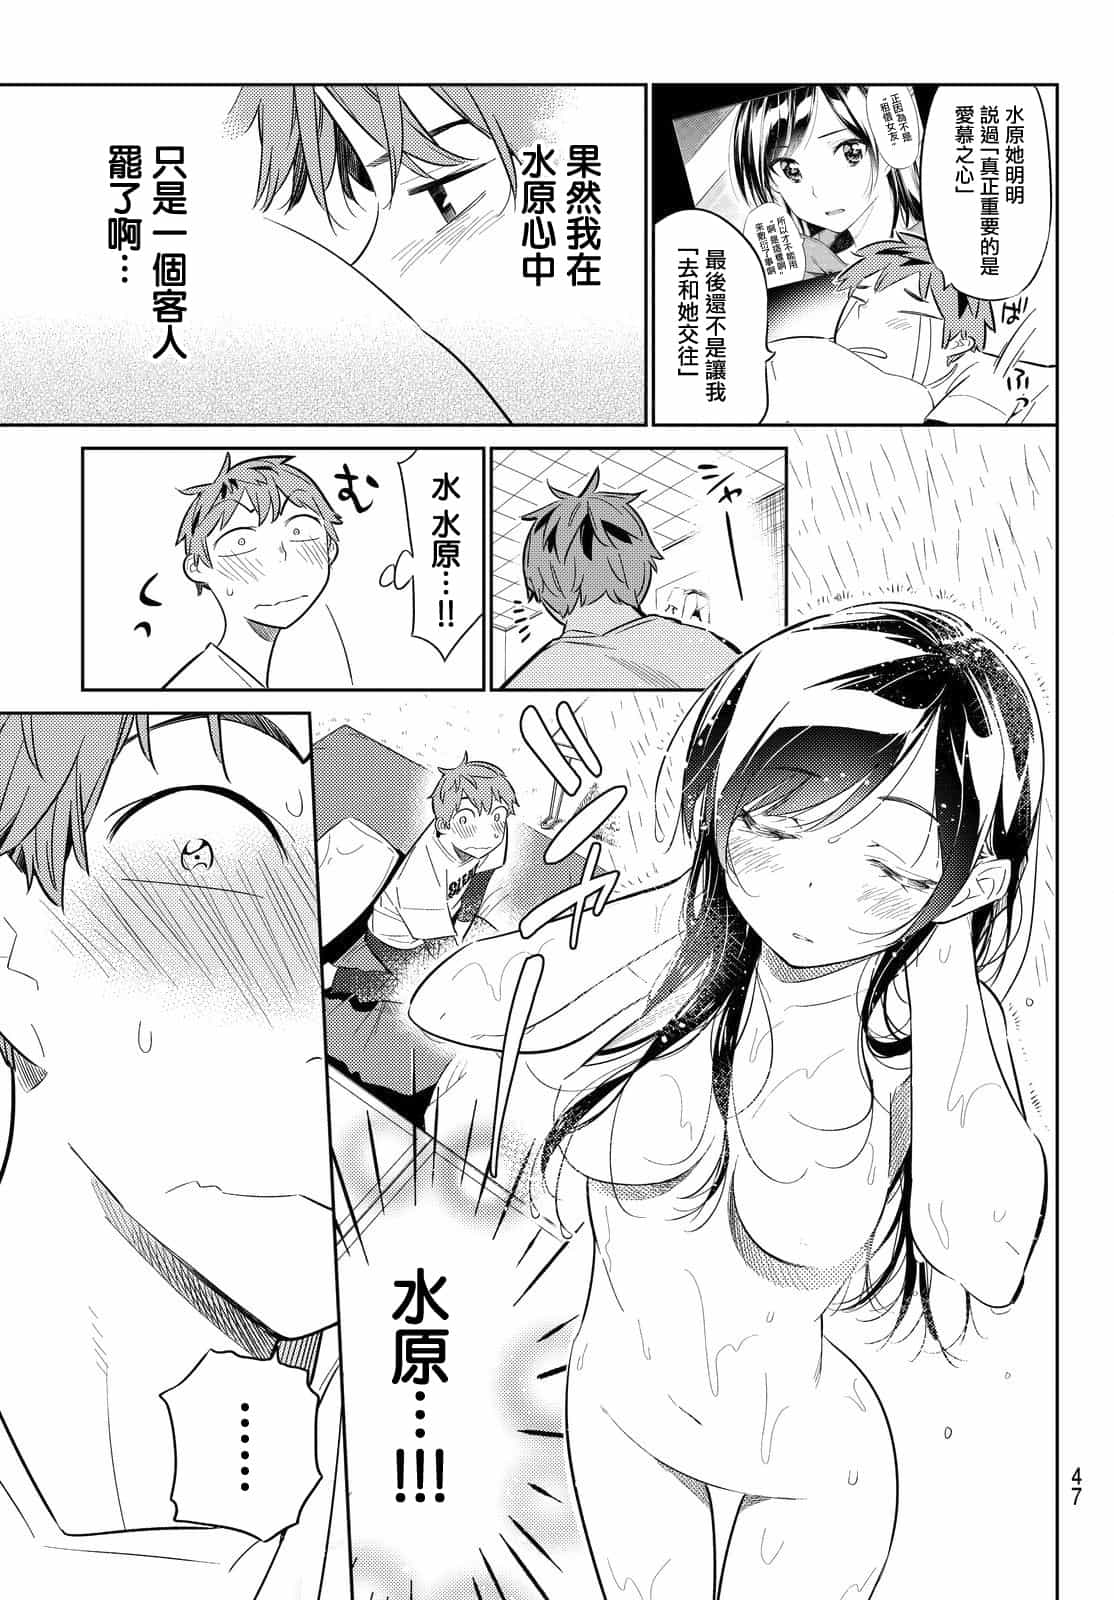 水原她明明
說過「真正重要的是
愛慕之心」
正因為不是
"租借女友"
所以才不能用
"啊 是這樣啊"
來敷衍了事啊
最後還不是讓我
「去和她交往」
ばふっ
果然我在
水原心中
只是一個客人
罷了啊…
シャー
水 水原…!!
む
水原…!!!
……
47